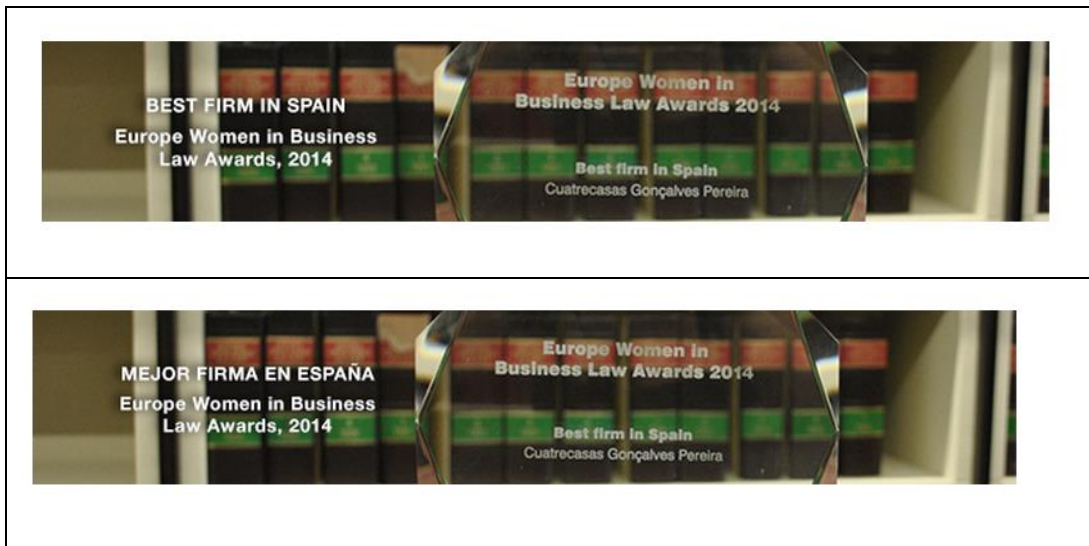 BEST FIRM IN SPAIN
Europe Women in Business
Law Awards, 2014
Europe Women in
Business Law Awards 2014
Best firm in Spain
Cuatrecasas Gonçalves Pereira
MEJOR FIRMA EN ESPAÑA
Europe Women in Business
Law Awards, 2014
Europe Women in
Business Law Awards 2014
Best firm in Spain
Cuatrecasas Gonçalves Pereira